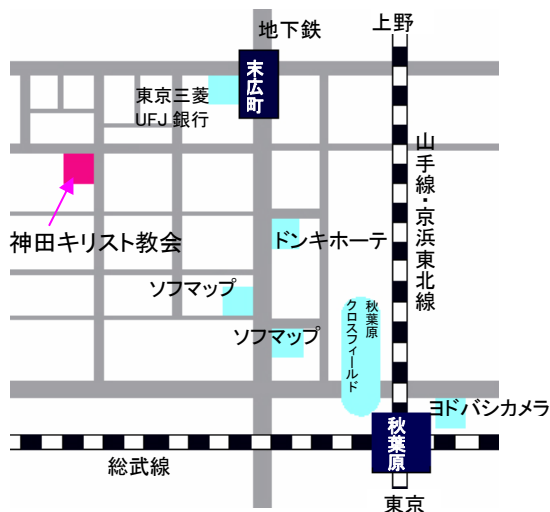 地下鉄
上野
末広町
東京三菱
UFJ 銀行
山手線・京浜東北線
神田キリスト教会
ドンキホーテ
ソフマップ
秋葉原
クロスフィールド
ソフマップ
ヨドバシカメラ
秋葉原
総武線
東京